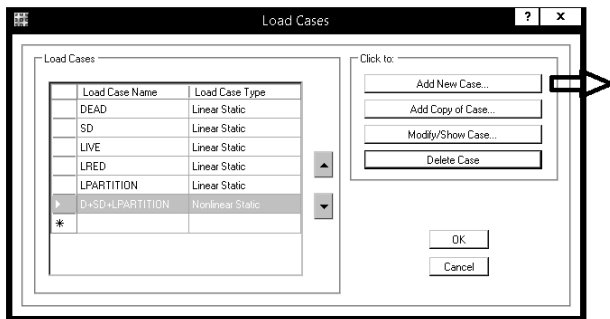 Load Cases
? x
Load Cases
Click to:
Load Case Name Load Case Type
DEAD Linear Static
SD Linear Static
LIVE Linear Static
LRED Linear Static
LPARTITION Linear Static
D+SD+LPARTITION Nonlinear Static
*
Add New Case...
Add Copy of Case...
Modify/Show Case...
Delete Case
OK
Cancel